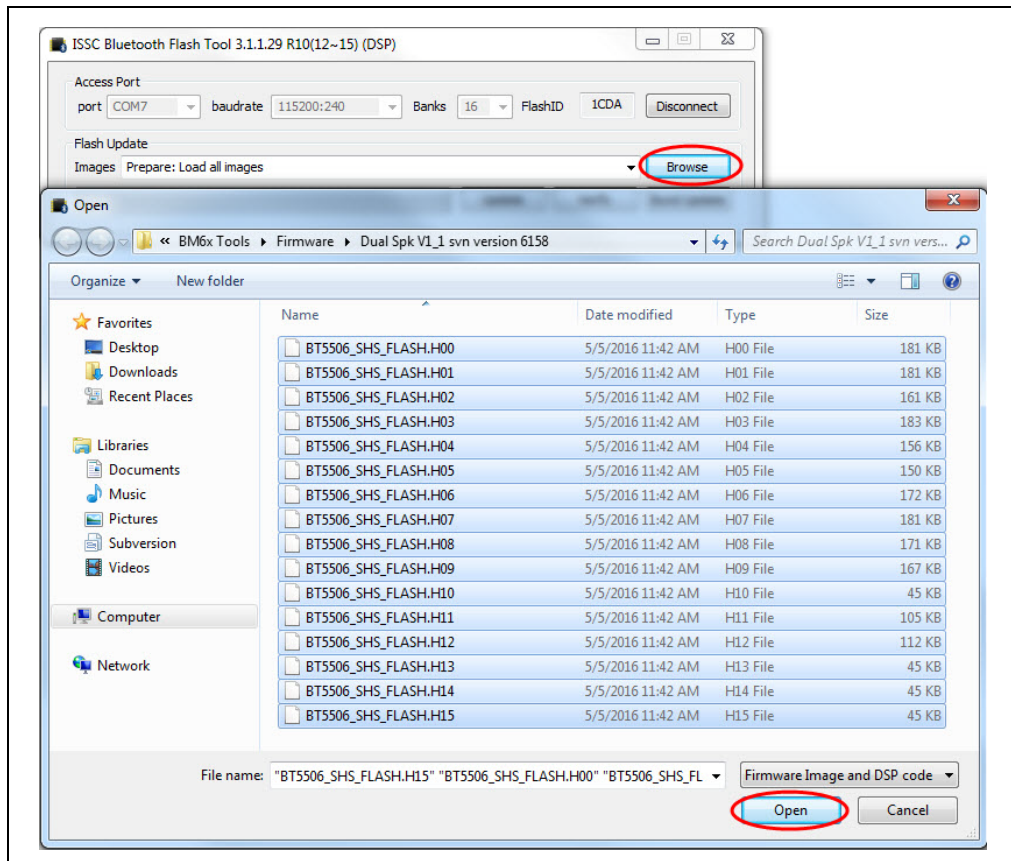 ISSC Bluetooth Flash Tool 3.1.1.29 R10(12~15) (DSP)
Access Port
port COM7 baudrate 115200:240 Banks 16 FlashID 1CDA Disconnect
Flash Update
Images Prepare: Load all images Browse
Open
« BM6x Tools Firmware Dual Spk V1_1 svn version 6158 Search Dual Spk V1_1 svn vers...
Organize New folder
Name Date modified Type Size
Favorites
Desktop
Downloads
Recent Places
Libraries
Documents
Music
Pictures
Subversion
Videos
Computer
Network
BT5506_SHS_FLASH.H00 5/5/2016 11:42 AM H00 File 181 KB
BT5506_SHS_FLASH.H01 5/5/2016 11:42 AM H01 File 181 KB
BT5506_SHS_FLASH.H02 5/5/2016 11:42 AM H02 File 161 KB
BT5506_SHS_FLASH.H03 5/5/2016 11:42 AM H03 File 183 KB
BT5506_SHS_FLASH.H04 5/5/2016 11:42 AM H04 File 156 KB
BT5506_SHS_FLASH.H05 5/5/2016 11:42 AM H05 File 150 KB
BT5506_SHS_FLASH.H06 5/5/2016 11:42 AM H06 File 172 KB
BT5506_SHS_FLASH.H07 5/5/2016 11:42 AM H07 File 181 KB
BT5506_SHS_FLASH.H08 5/5/2016 11:42 AM H08 File 171 KB
BT5506_SHS_FLASH.H09 5/5/2016 11:42 AM H09 File 167 KB
BT5506_SHS_FLASH.H10 5/5/2016 11:42 AM H10 File 45 KB
BT5506_SHS_FLASH.H11 5/5/2016 11:42 AM H11 File 105 KB
BT5506_SHS_FLASH.H12 5/5/2016 11:42 AM H12 File 112 KB
BT5506_SHS_FLASH.H13 5/5/2016 11:42 AM H13 File 45 KB
BT5506_SHS_FLASH.H14 5/5/2016 11:42 AM H14 File 45 KB
BT5506_SHS_FLASH.H15 5/5/2016 11:42 AM H15 File 45 KB
File name: "BT5506_SHS_FLASH.H15" "BT5506_SHS_FLASH.H00" "BT5506_SHS_FL Firmware Image and DSP code
Open Cancel